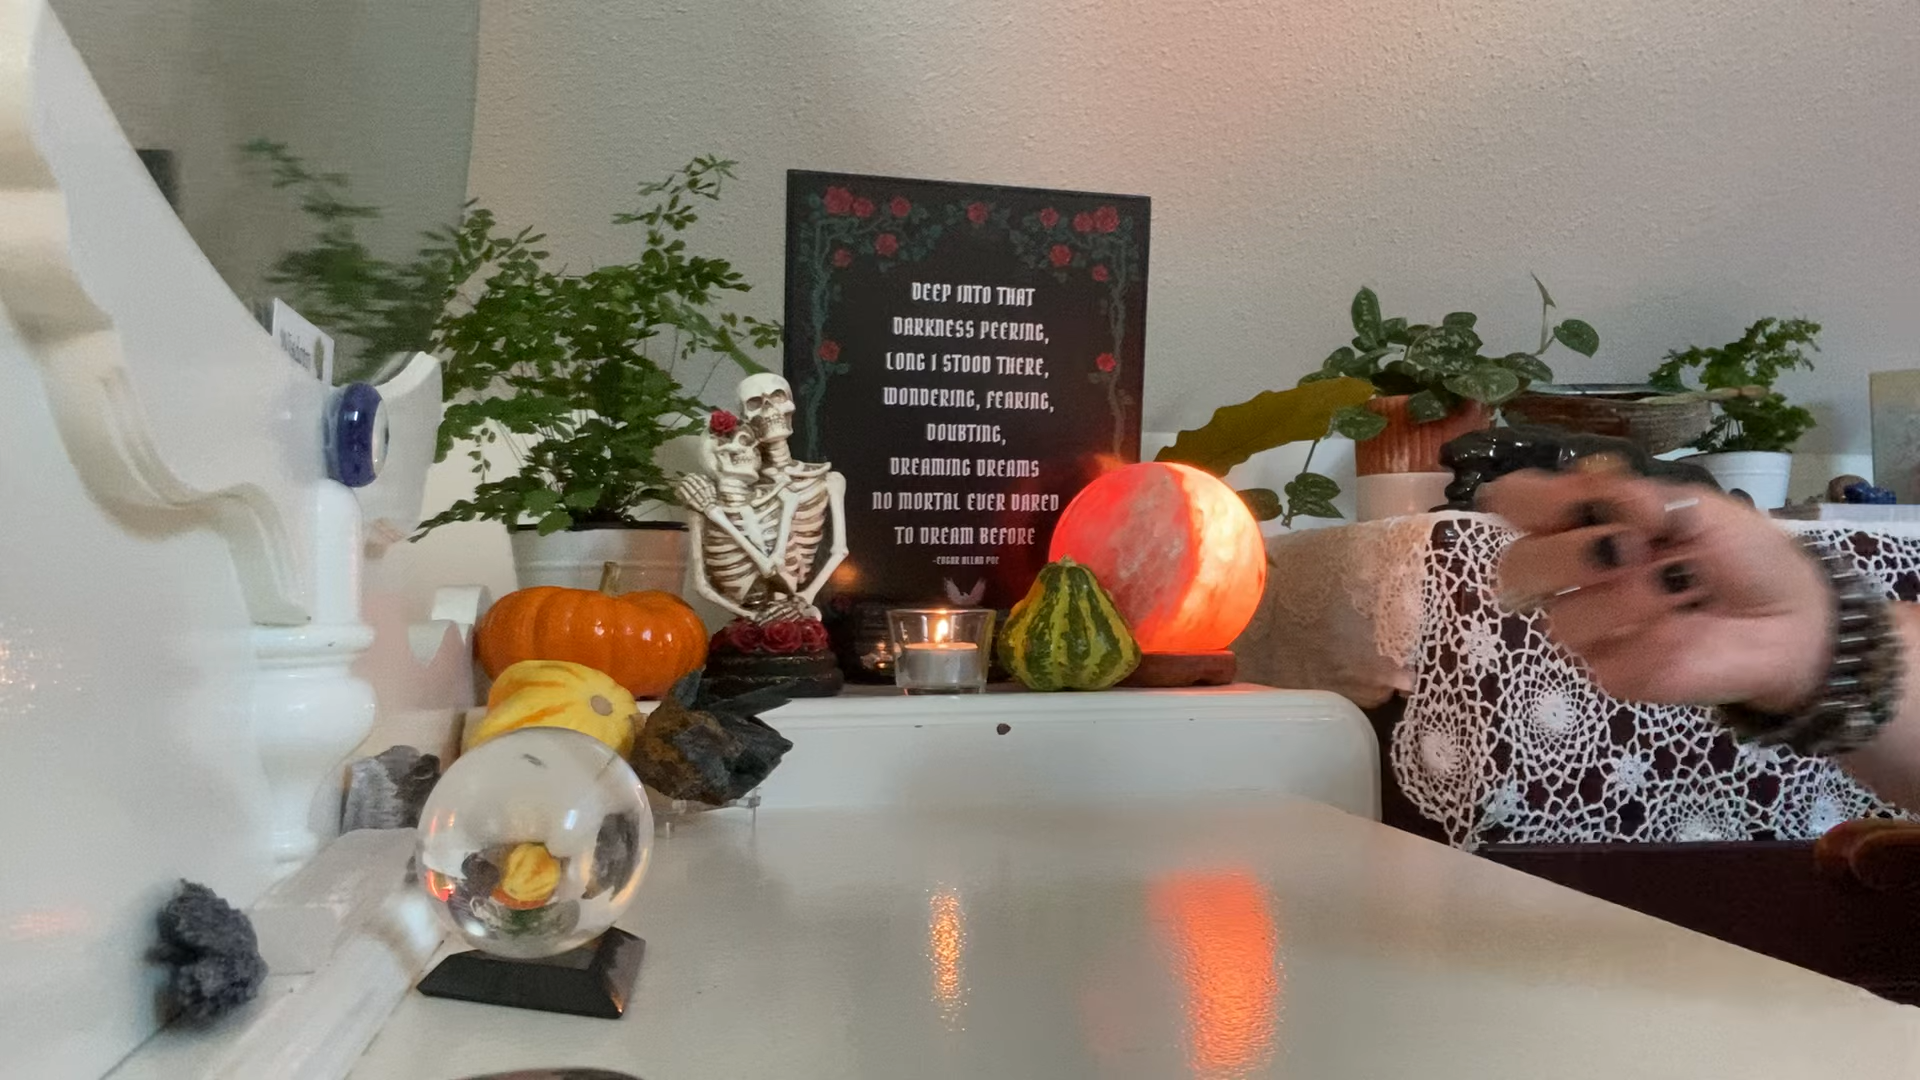 DEEP INTO THAT
DARKNESS PEERING,
LONG I STOOD THERE,
WONDERING, FEARING,
DOUBTING,
DREAMING DREAMS
NO MORTAL EVER DARED
TO DREAM BEFORE
-EDGAR ALLAN POE